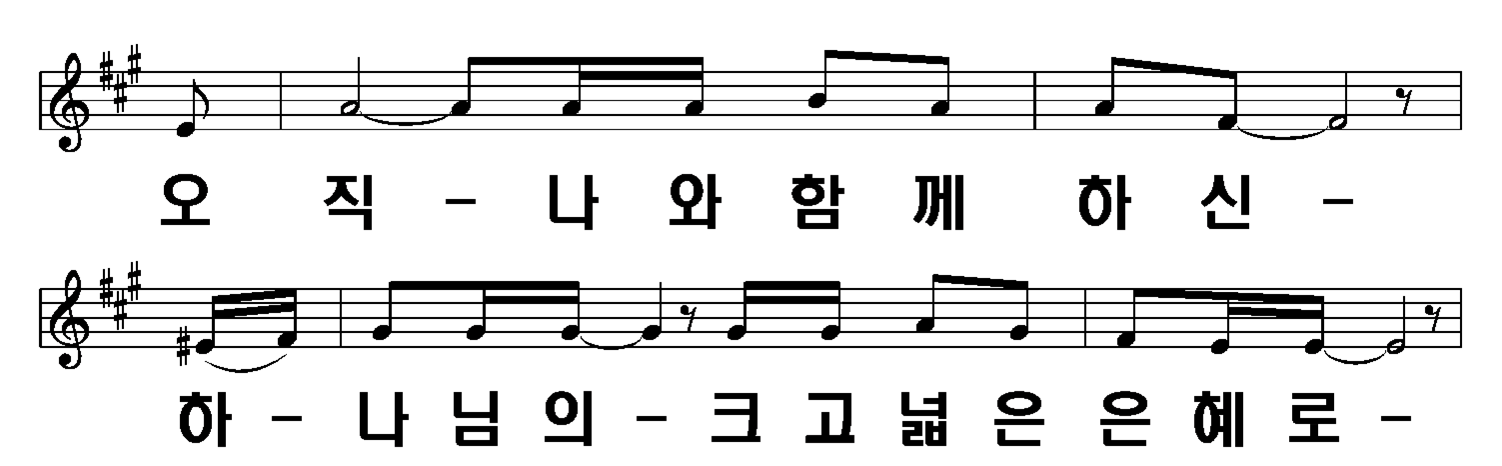 오 직 - 나 와 함 께 하 신 -
하 - 나 님 의 - 크 고 넓 은 은 혜 로 -